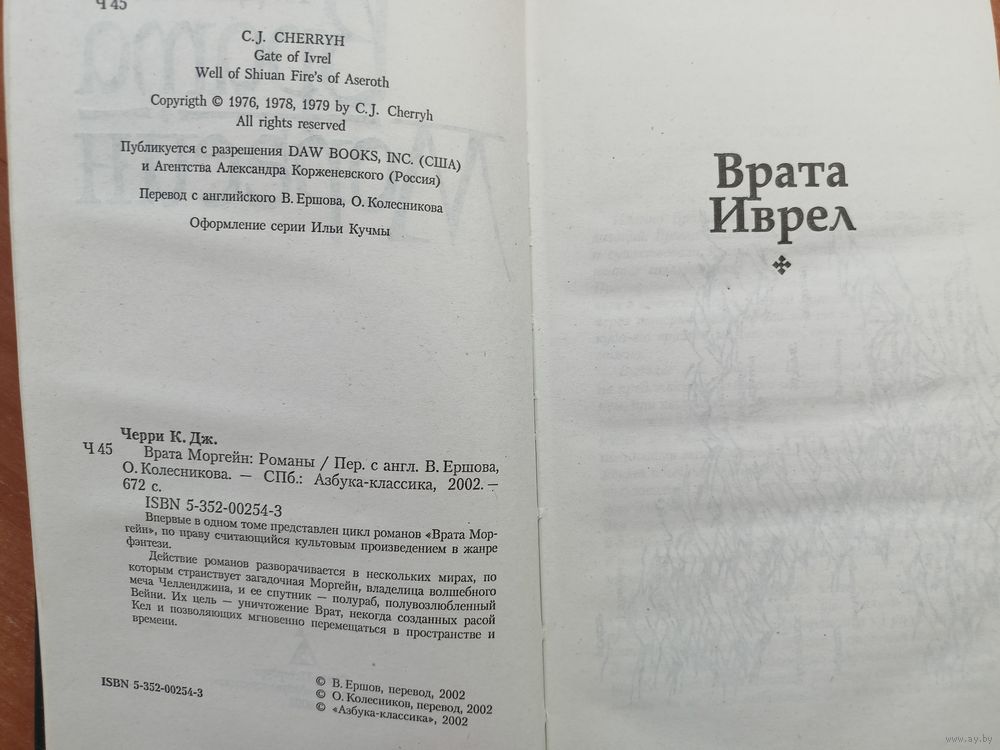 Ч 45
C.J. CHERRYH
Gate of Ivrel
Well of Shiuan Fire's of Aseroth
Copyrigth © 1976, 1978, 1979 by C.J. Cherryh
All rights reserved
Публикуется с разрешения DAW BOOKS, INC. (США)
и Агентства Александра Корженевского (Россия)
Перевод с английского В. Ершова, О. Колесникова
Оформление серии Ильи Кучмы
Черри К. Дж.
Ч 45
Врата Моргейн: Романы / Пер. с англ. В. Ершова,
О. Колесникова. — СПб.: Азбука-классика, 2002. —
672 с.
ISBN 5-352-00254-3
Впервые в одном томе представлен цикл романов «Врата Мор-
гейн», по праву считающийся культовым произведением в жанре
фэнтези.
Действие романов разворачивается в нескольких мирах, по
которым странствует загадочная Моргейн, владелица волшебного
меча Челленджина, и ее спутник — полураб, полувозлюбленный
Вейни. Их цель — уничтожение Врат, некогда созданных расой
Кел и позволяющих мгновенно перемещаться в пространстве и
времени.
ISBN 5-352-00254-3
© В. Ершов, перевод, 2002
© О. Колесников, перевод, 2002
© «Азбука-классика», 2002
Врата
Иврел
www.ay.by